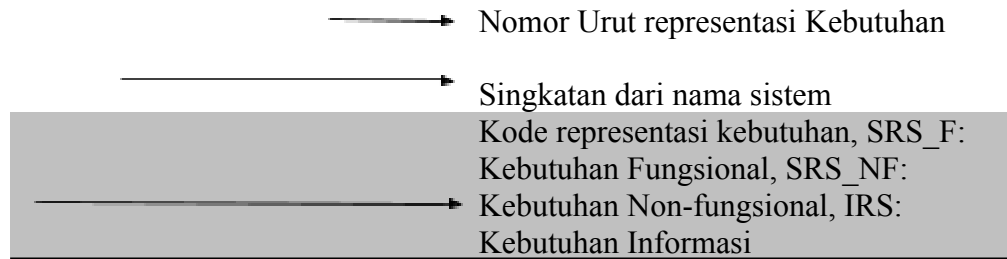 Nomor Urut representasi Kebutuhan
Singkatan dari nama sistem
Kode representasi kebutuhan, SRS_F:
Kebutuhan Fungsional, SRS_NF:
Kebutuhan Non-fungsional, IRS:
Kebutuhan Informasi